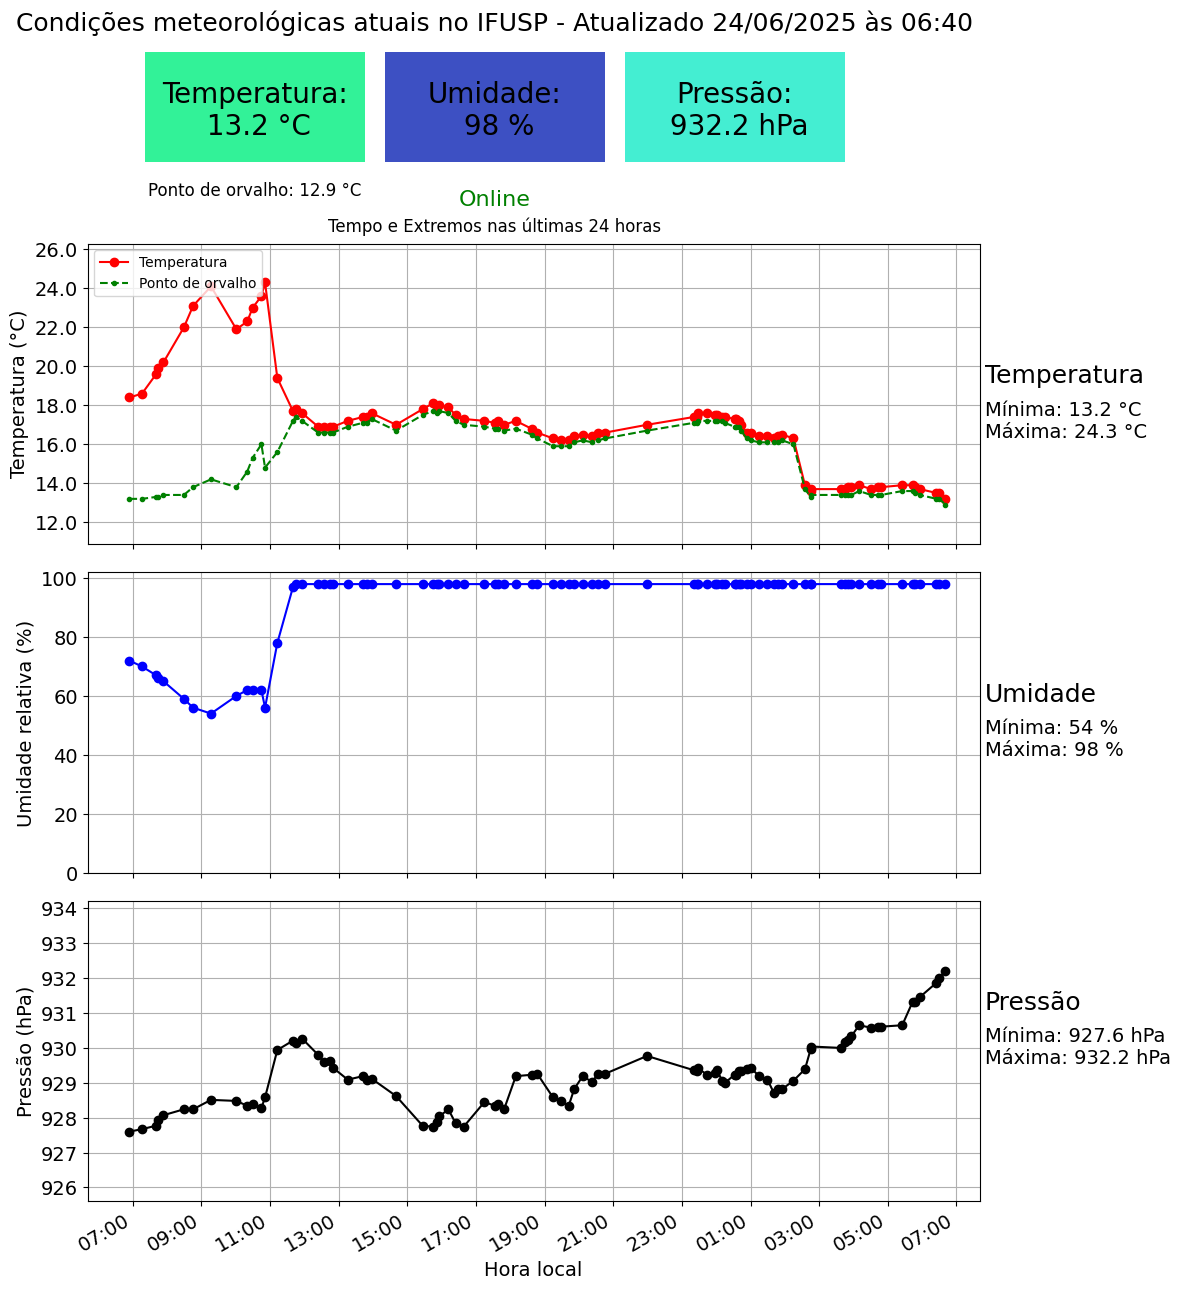 Condições meteorológicas atuais no IFUSP - Atualizado 24/06/2025 às 06:40
Temperatura:
13.2 °C
Umidade:
98 %
Pressão:
932.2 hPa
Ponto de orvalho: 12.9 °C
Online
Tempo e Extremos nas últimas 24 horas
Temperatura (°C)
26.0
24.0
22.0
20.0
18.0
16.0
14.0
12.0
Temperatura
Ponto de orvalho
Temperatura
Mínima: 13.2 °C
Máxima: 24.3 °C
Umidade relativa (%)
100
80
60
40
20
0
Umidade
Mínima: 54 %
Máxima: 98 %
Pressão (hPa)
934
933
932
931
930
929
928
927
926
Pressão
Mínima: 927.6 hPa
Máxima: 932.2 hPa
07:00 09:00 11:00 13:00 15:00 17:00 19:00 21:00 23:00 01:00 03:00 05:00 07:00
Hora local